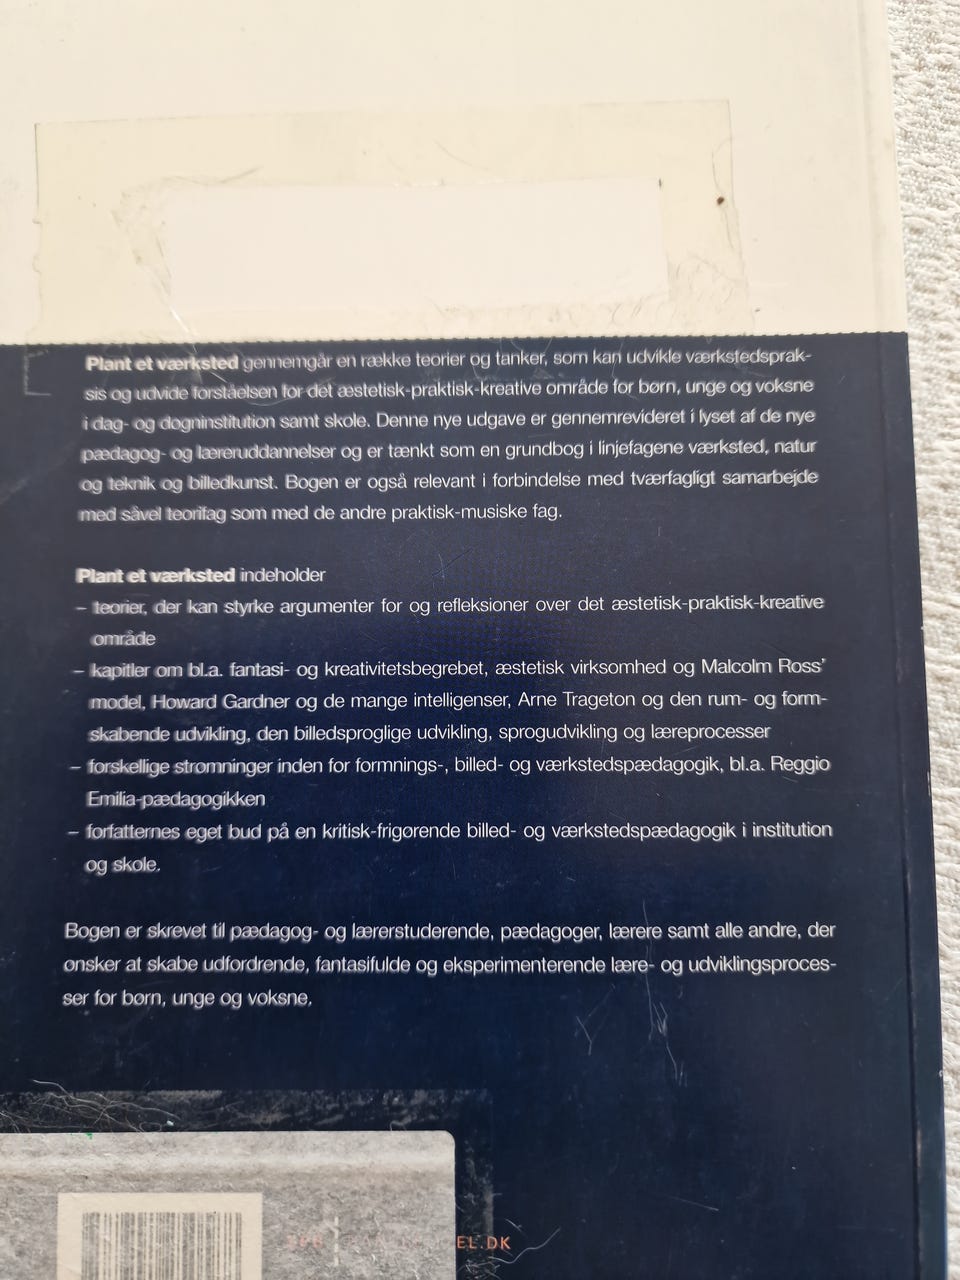 Plant et værksted gennemgår en række teorier og tanker, som kan udvikle værkstedsprak-
sis og udvide forståelsen for det æstetisk-praktisk-kreative område for børn, unge og voksne
i dag- og døgninstitution samt skole. Denne nye udgave er gennemrevideret i lyset af de nye
pædagog- og læreruddannelser og er tænkt som en grundbog i linjefagene værksted, natur
og teknik og billedkunst. Bogen er også relevant i forbindelse med tværfagligt samarbejde
med såvel teorifag som med de andre praktisk-musiske fag.
Plant et værksted indeholder
– teorier, der kan styrke argumenter for og refleksioner over det æstetisk-praktisk-kreative
område
– kapitler om bl.a. fantasi- og kreativitetsbegrebet, æstetisk virksomhed og Malcolm Ross'
model, Howard Gardner og de mange intelligenser, Arne Trageton og den rum- og form-
skabende udvikling, den billedsproglige udvikling, sprogudvikling og læreprocesser
– forskellige strømninger inden for formnings-, billed- og værkstedspædagogik, bl.a. Reggio
Emilia-pædagogikken
– forfatternes eget bud på en kritisk-frigørende billed- og værkstedspædagogik i institution
og skole.
Bogen er skrevet til pædagog- og lærerstuderende, pædagoger, lærere samt alle andre, der
ønsker at skabe udfordrende, fantasifulde og eksperimenterende lære- og udviklingsproces-
ser for børn, unge og voksne.
EL.DK